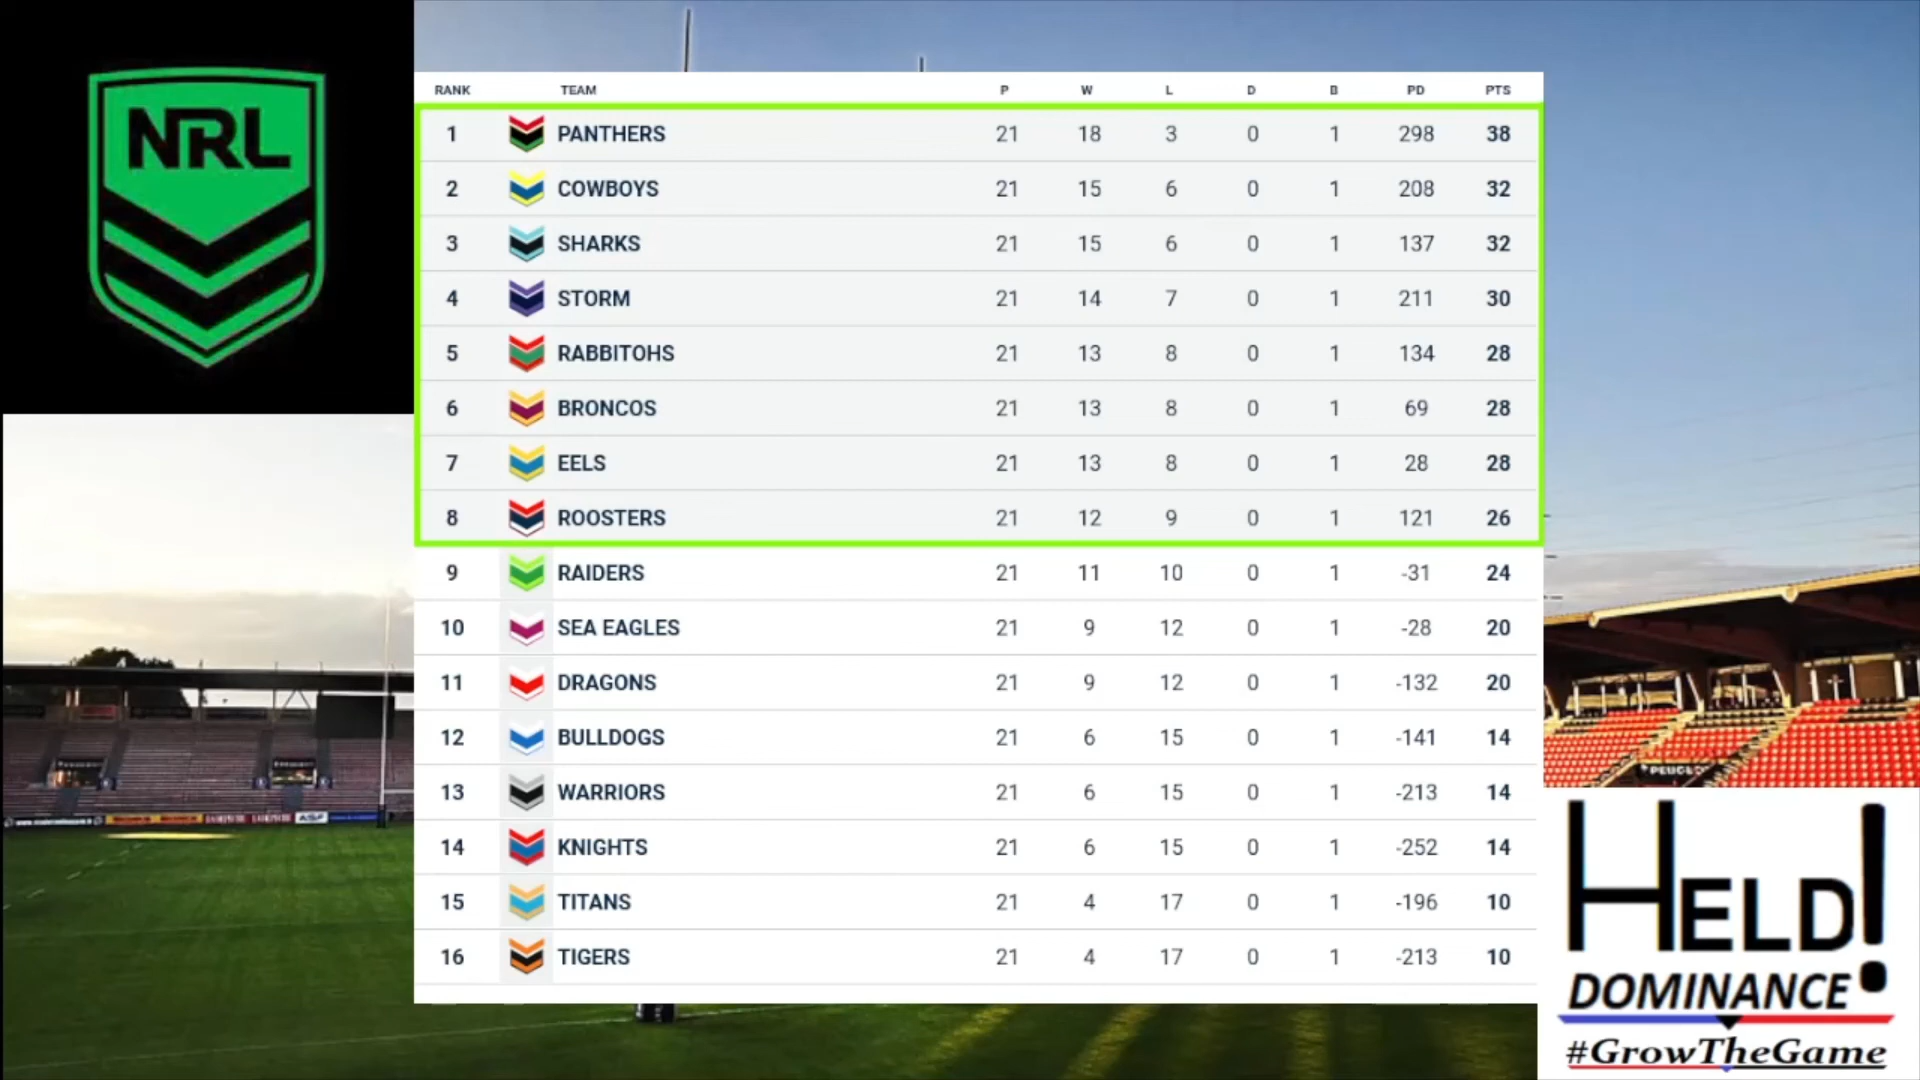 NRL
RANK TEAM P W L D B PD PTS
1 PANTHERS 21 18 3 0 1 298 38
2 COWBOYS 21 15 6 0 1 208 32
3 SHARKS 21 15 6 0 1 137 32
4 STORM 21 14 7 0 1 211 30
5 RABBITOHS 21 13 8 0 1 134 28
6 BRONCOS 21 13 8 0 1 69 28
7 EELS 21 13 8 0 1 28 28
8 ROOSTERS 21 12 9 0 1 121 26
9 RAIDERS 21 11 10 0 1 -31 24
10 SEA EAGLES 21 9 12 0 1 -28 20
11 DRAGONS 21 9 12 0 1 -132 20
12 BULLDOGS 21 6 15 0 1 -141 14
13 WARRIORS 21 6 15 0 1 -213 14
14 KNIGHTS 21 6 15 0 1 -252 14
15 TITANS 21 4 17 0 1 -196 10
16 TIGERS 21 4 17 0 1 -213 10
PEUGEOT
ASF
HELD!
DOMINANCE
#GrowTheGame